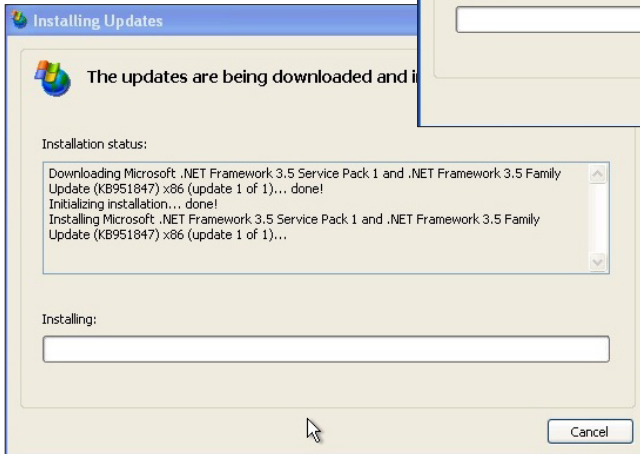 Installing Updates
The updates are being downloaded and i
Installation status:
Downloading Microsoft .NET Framework 3.5 Service Pack 1 and .NET Framework 3.5 Family
Update (KB951847) x86 (update 1 of 1)... done!
Initializing installation... done!
Installing Microsoft .NET Framework 3.5 Service Pack 1 and .NET Framework 3.5 Family
Update (KB951847) x86 (update 1 of 1)...
Installing:
Cancel